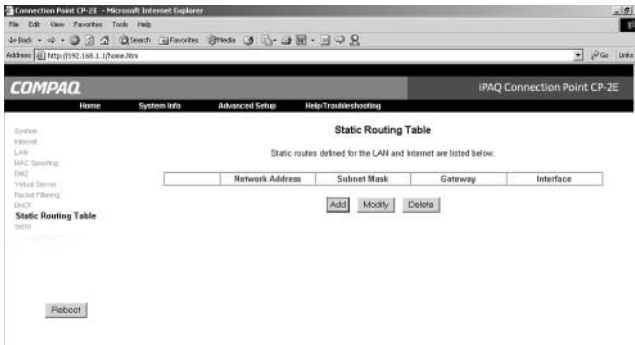 Connection Point CP-2E - Microsoft Internet Explorer
File Edit View Favorites Tools Help
Back Search Favorites Media
Address http://192.168.1.1/home.htm Go Links
COMPAQ iPAQ Connection Point CP-2E
Home System Info Advanced Setup Help/Troubleshooting
Static Routing Table
Static routes defined for the LAN and Internet are listed below.
System
Internet
LAN
MAC Spoofing
DMZ
Virtual Server
Packet Filtering
DHCP
Static Routing Table
Network Address Subnet Mask Gateway Interface
Add Modify Delete
Reboot